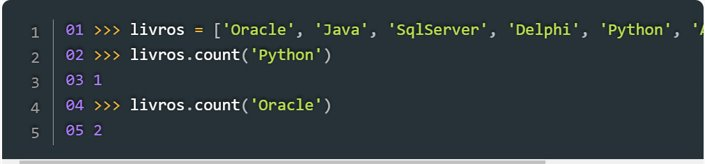 1 01 >>> livros = ['Oracle', 'Java', 'SqlServer', 'Delphi', 'Python', '
2 02 >>> livros.count('Python')
3 03 1
4 04 >>> livros.count('Oracle')
5 05 2